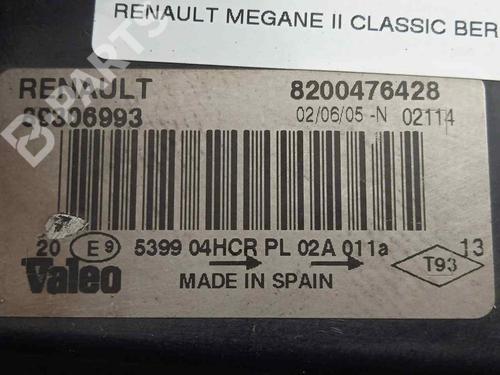 RENAULT MEGANE II CLASSIC BER
B-PARTS
RENAULT 8200476428
89306993 02/06/05 -N 02114
20 E9 5399 04HCR PL 02A 011a 13
Valeo MADE IN SPAIN T93